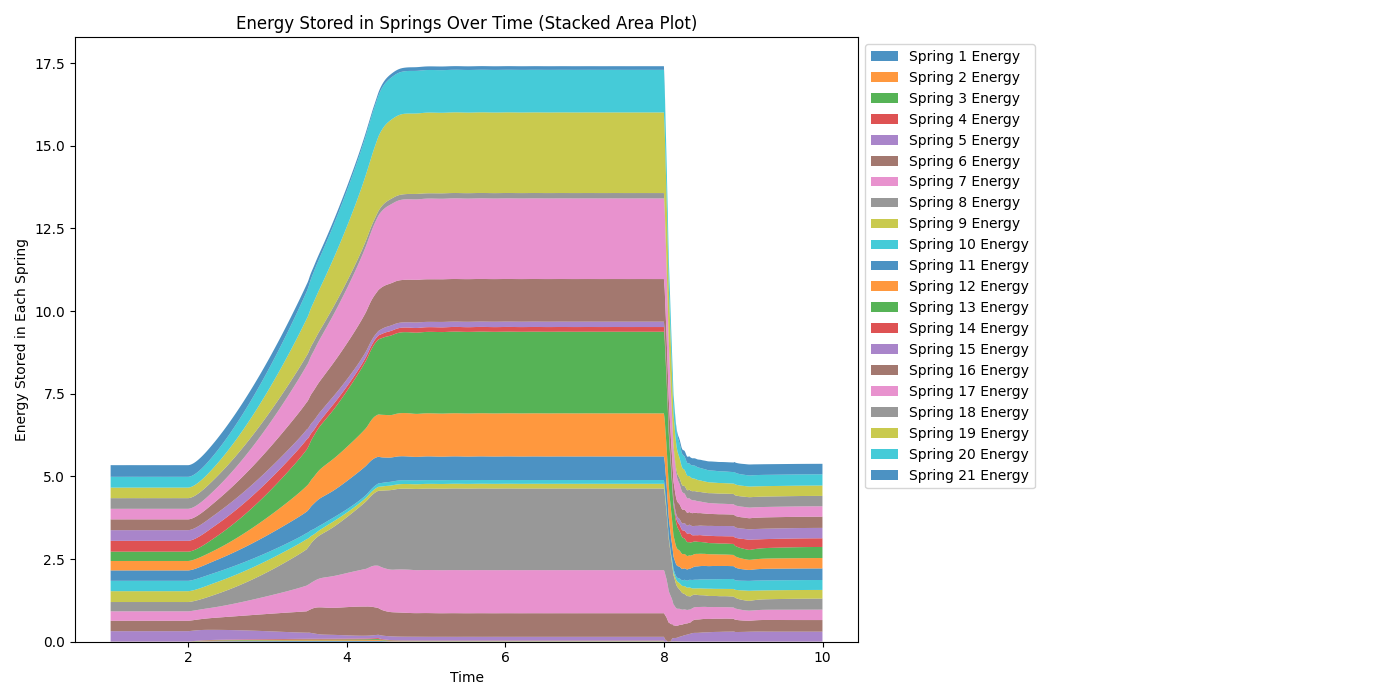 Energy Stored in Springs Over Time (Stacked Area Plot)
Energy Stored in Each Spring
17.5
15.0
12.5
10.0
7.5
5.0
2.5
0.0
2
4
6
8
10
Time
Spring 1 Energy
Spring 2 Energy
Spring 3 Energy
Spring 4 Energy
Spring 5 Energy
Spring 6 Energy
Spring 7 Energy
Spring 8 Energy
Spring 9 Energy
Spring 10 Energy
Spring 11 Energy
Spring 12 Energy
Spring 13 Energy
Spring 14 Energy
Spring 15 Energy
Spring 16 Energy
Spring 17 Energy
Spring 18 Energy
Spring 19 Energy
Spring 20 Energy
Spring 21 Energy